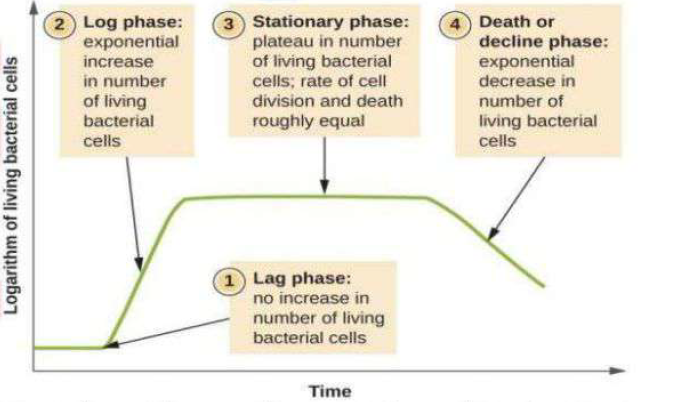 Logarithm of living bacterial cells
2 Log phase:
exponential
increase
in number
of living
bacterial
cells
3 Stationary phase:
plateau in number
of living bacterial
cells; rate of cell
division and death
roughly equal
4 Death or
decline phase:
exponential
decrease in
number of
living bacterial
cells
1 Lag phase:
no increase in
number of living
bacterial cells
Time